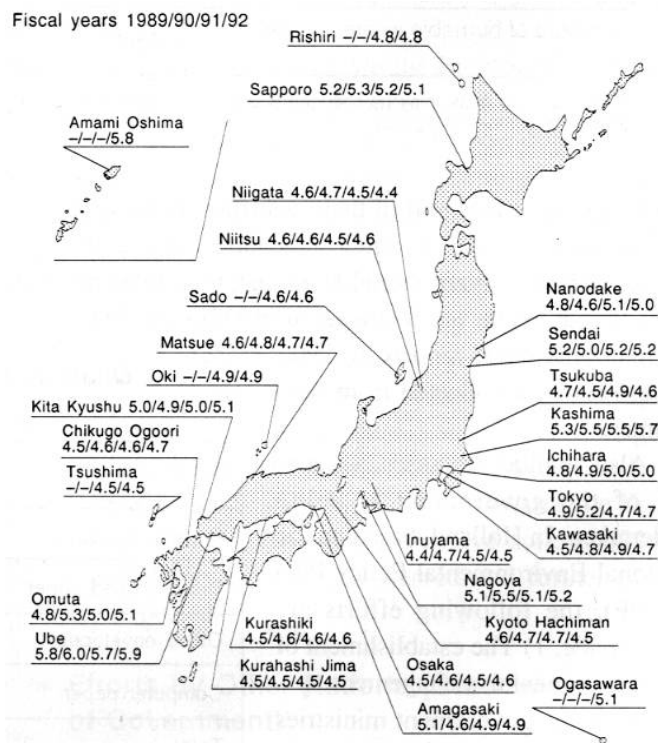 Fiscal years 1989/90/91/92
Rishiri –/–/4.8/4.8
Sapporo 5.2/5.3/5.2/5.1
Amami Oshima
–/–/–/5.8
Niigata 4.6/4.7/4.5/4.4
Niitsu 4.6/4.6/4.5/4.6
Sado –/–/4.6/4.6
Matsue 4.6/4.8/4.7/4.7
Oki –/–/4.9/4.9
Kita Kyushu 5.0/4.9/5.0/5.1
Chikugo Ogoori
4.5/4.6/4.6/4.7
Tsushima
–/–/4.5/4.5
Nanodake
4.8/4.6/5.1/5.0
Sendai
5.2/5.0/5.2/5.2
Tsukuba
4.7/4.5/4.9/4.6
Kashima
5.3/5.5/5.5/5.7
Ichihara
4.8/4.9/5.0/5.0
Tokyo
4.9/5.2/4.7/4.7
Kawasaki
4.5/4.8/4.9/4.7
Inuyama
4.4/4.7/4.5/4.5
Nagoya
5.1/5.5/5.1/5.2
Kyoto Hachiman
4.6/4.7/4.7/4.5
Omuta
4.8/5.3/5.0/5.1
Ube
5.8/6.0/5.7/5.9
Kurashiki
4.5/4.6/4.6/4.6
Kurahashi Jima
4.5/4.5/4.5/4.5
Osaka
4.5/4.6/4.5/4.6
Amagasaki
5.1/4.6/4.9/4.9
Ogasawara
–/–/–/5.1